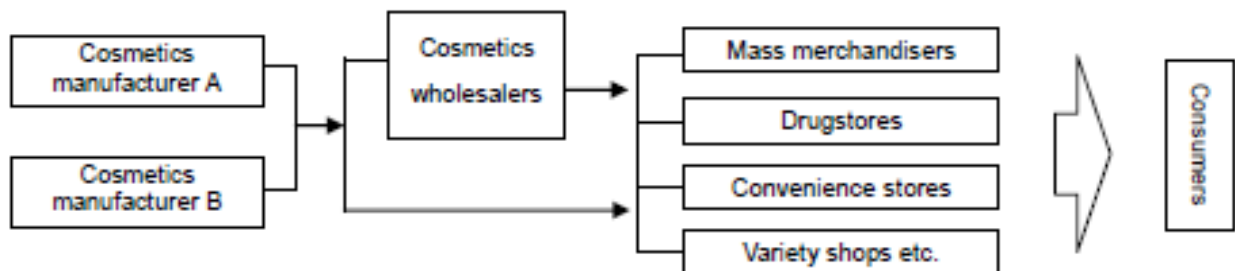 Cosmetics
manufacturer A
Cosmetics
manufacturer B
Cosmetics
wholesalers
Mass merchandisers
Drugstores
Convenience stores
Variety shops etc.
Consumers